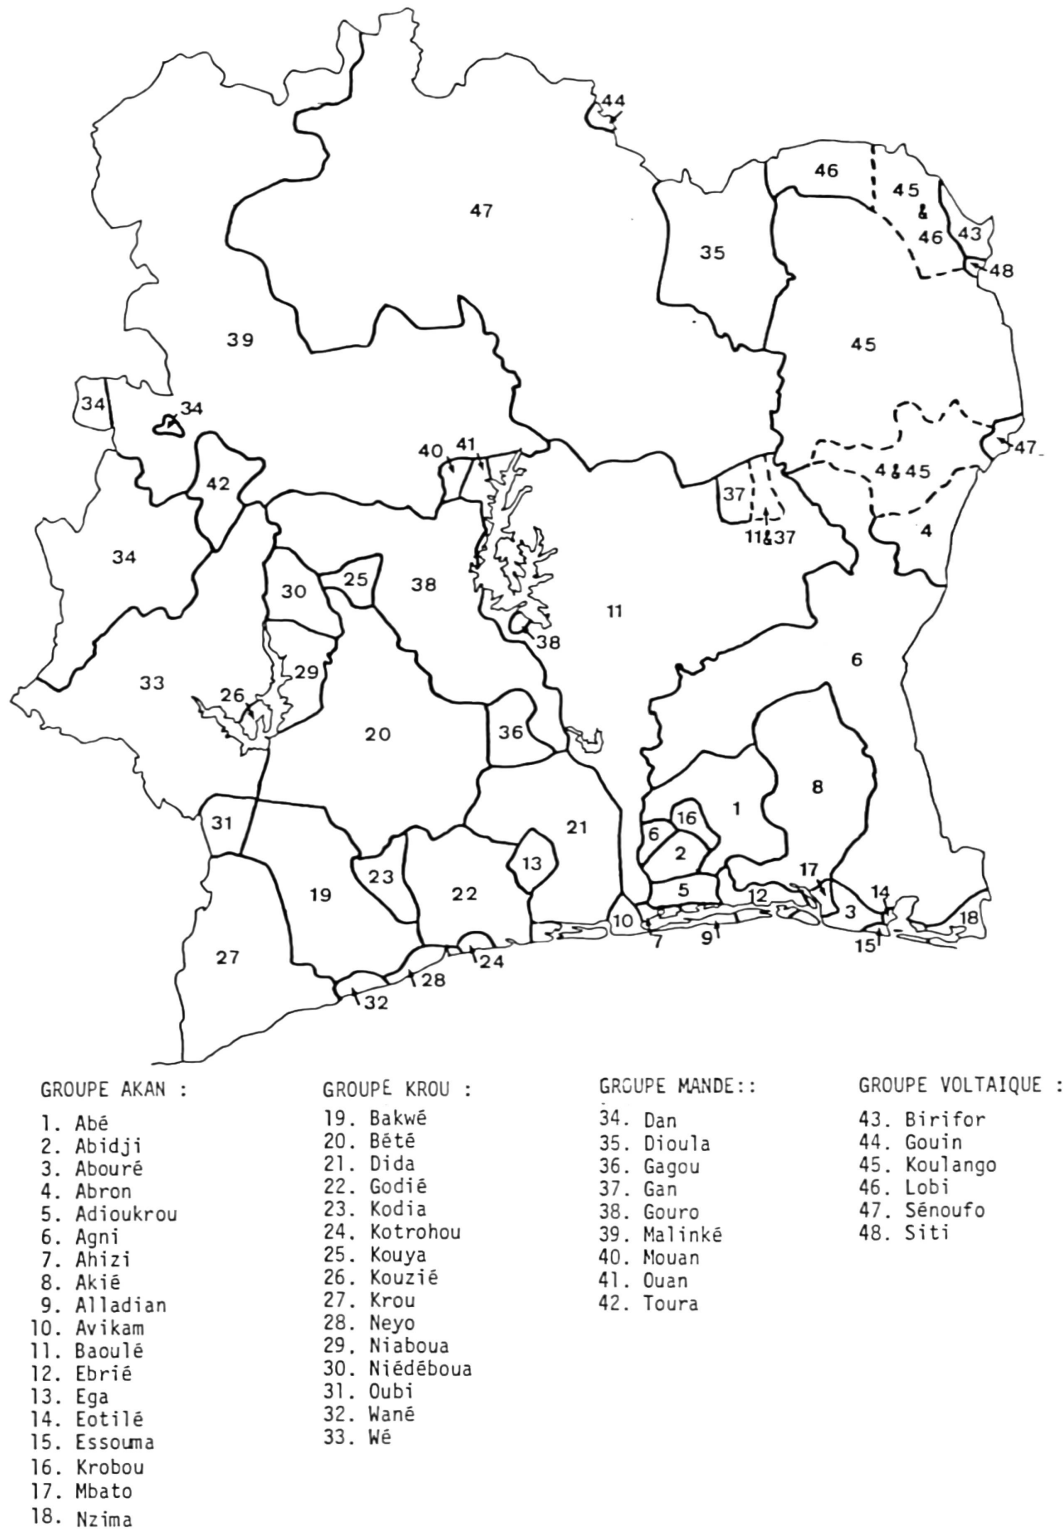 44
46
45
&
46
43
48
47
35
39
45
34
34
40
41
47
42
37
4&45
4
11&37
34
30
25
38
11
38
6
33
29
26
20
36
8
1
31
16
21
6
2
13
17
23
5
12
14
19
22
10
3
18
7
9
15
27
24
28
32
GROUPE AKAN :
1. Abé
2. Abidji
3. Abouré
4. Abron
5. Adioukrou
6. Agni
7. Ahizi
8. Akié
9. Alladian
10. Avikam
11. Baoulé
12. Ebrié
13. Ega
14. Eotilé
15. Essouma
16. Krobou
17. Mbato
18. Nzima
GROUPE KROU :
19. Bakwé
20. Bété
21. Dida
22. Godié
23. Kodia
24. Kotrohou
25. Kouya
26. Kouzié
27. Krou
28. Neyo
29. Niaboua
30. Niédéboua
31. Oubi
32. Wané
33. Wé
GROUPE MANDE::
34. Dan
35. Dioula
36. Gagou
37. Gan
38. Gouro
39. Malinké
40. Mouan
41. Ouan
42. Toura
GROUPE VOLTAIQUE :
43. Birifor
44. Gouin
45. Koulango
46. Lobi
47. Sénoufo
48. Siti